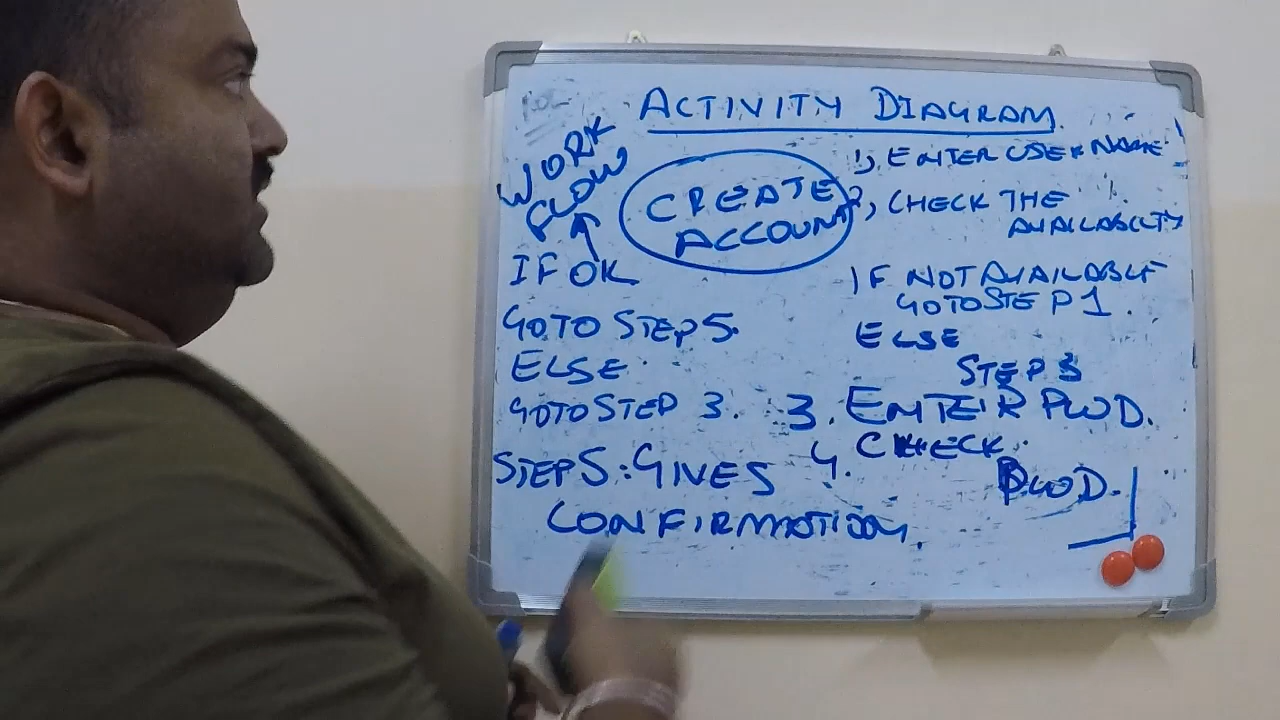 ACTIVITY DIAGRAM
WORK
FLOW
CREATE
ACCOUNT
1, ENTER USER NAME
2, CHECK THE
AVAILABILTY
IF NOT AVAILABLE
GOTO STEP 1.
ELSE
STEP 3
3. ENTER PWD.
4. CHECK
PWD.
IF OK
GOTO STEP 5.
ELSE
GOTO STEP 3.
STEP 5: GIVES
CONFIRMATION.